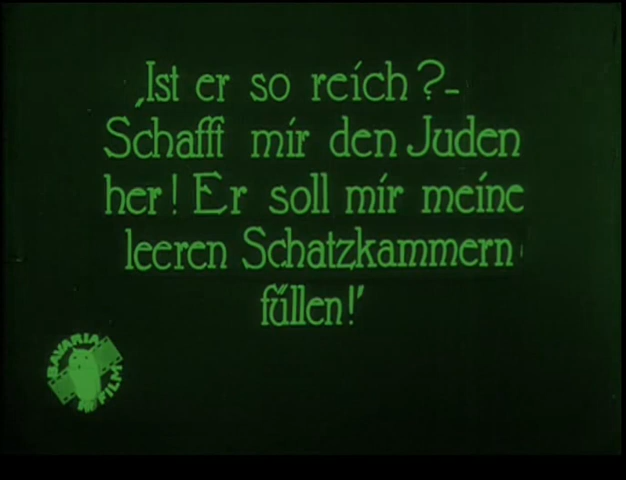 ‚Ist er so reich?-
Schafft mir den Juden
her! Er soll mir meine
leeren Schatzkammern
füllen!’
BAVARIA
FILM